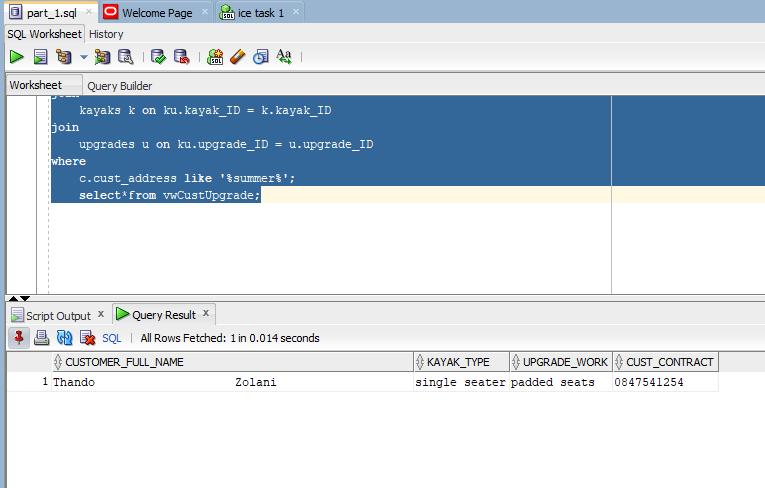 part_1.sql Welcome Page ice task 1
SQL Worksheet History
Worksheet Query Builder
join
kayaks k on ku.kayak_ID = k.kayak_ID
join
upgrades u on ku.upgrade_ID = u.upgrade_ID
where
c.cust_address like '%summer%';
select*from vwCustUpgrade;
Script Output x Query Result x
SQL | All Rows Fetched: 1 in 0.014 seconds
CUSTOMER_FULL_NAME KAYAK_TYPE UPGRADE_WORK CUST_CONTRACT
1 Thando Zolani single seater padded seats 0847541254